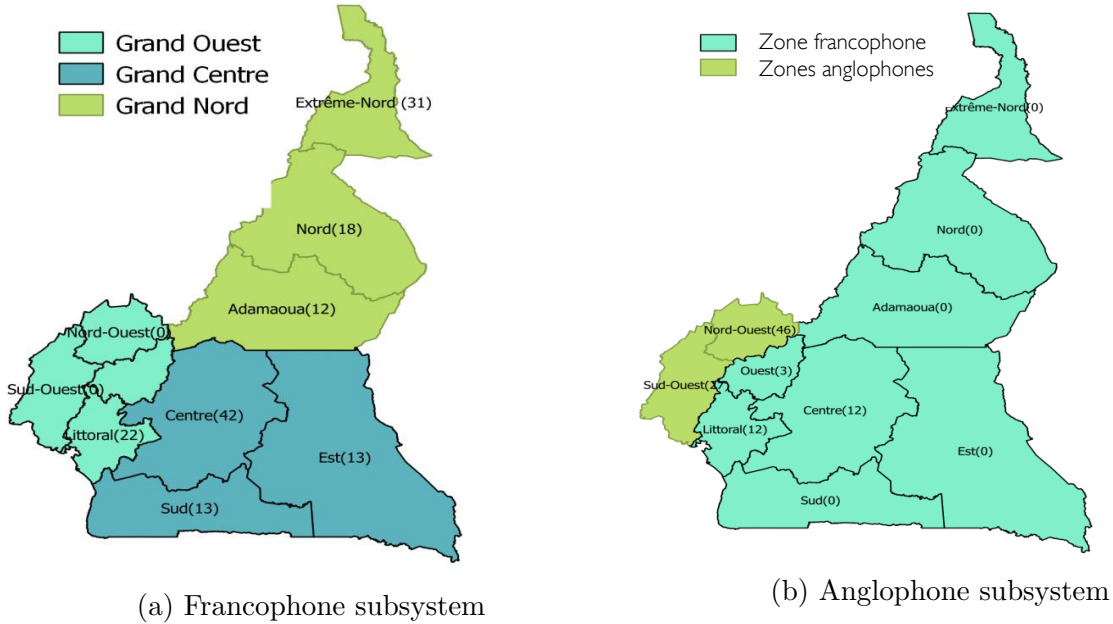 Grand Ouest
Grand Centre
Grand Nord
Extrême-Nord (31)
Nord(18)
Adamaoua(12)
Nord-Ouest(0)
Sud-Ouest(0)
Centre(42)
Littoral(22)
Est(13)
Sud(13)
(a) Francophone subsystem
Zone francophone
Zones anglophones
Extrême-Nord(0)
Nord(0)
Adamaoua(0)
Nord-Ouest(46)
Ouest(3)
Centre(12)
Littoral(12)
Est(0)
Sud(0)
(b) Anglophone subsystem